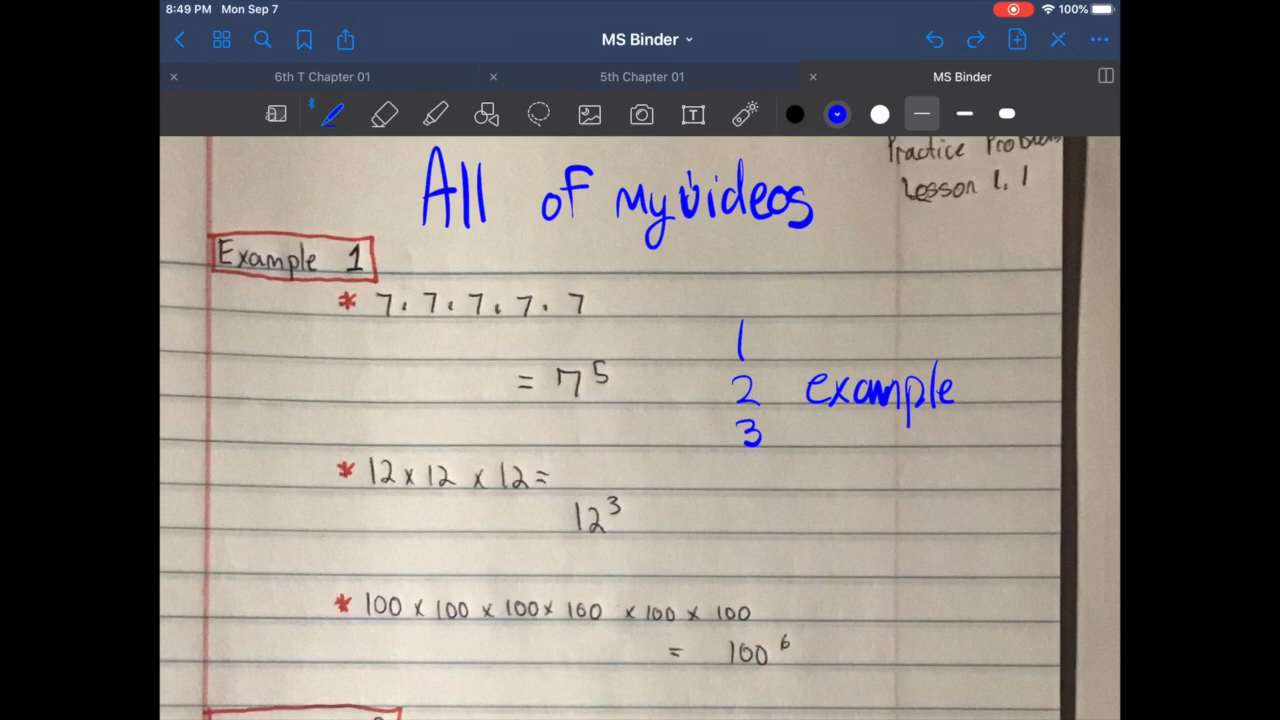 8:49 PM Mon Sep 7
100%
MS Binder
6th T Chapter 01
5th Chapter 01
MS Binder
T
Practice Problems
Lesson 1.1
All of my videos
Example 1
* 7 · 7 · 7 · 7 · 7
= 7⁵
1
2 example
3
* 12 x 12 x 12 =
12³
* 100 x 100 x 100 x 100 x 100 x 100
= 100⁶